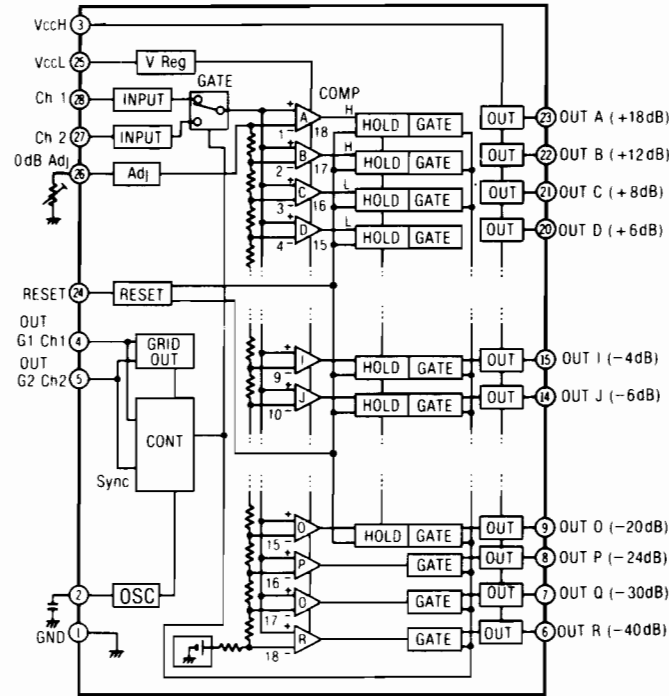 VccH 3
VccL 25 V Reg
GATE
COMP
Ch 1 28 INPUT
Ch 2 27 INPUT
0dB Adj 26 Adj
+ A 1 - 18 H HOLD GATE OUT 23 OUT A (+18dB)
+ B 2 - 17 H HOLD GATE OUT 22 OUT B (+12dB)
+ C 3 - 16 L HOLD GATE OUT 21 OUT C (+8dB)
+ D 4 - 15 L HOLD GATE OUT 20 OUT D (+6dB)
RESET 24 RESET
OUT
G1 Ch1 4
OUT
G2 Ch2 5
GRID
OUT
CONT
Sync
+ I 9 - HOLD GATE OUT 15 OUT I (-4dB)
+ J 10 - HOLD GATE OUT 14 OUT J (-6dB)
+ O 15 - HOLD GATE OUT 9 OUT O (-20dB)
+ P 16 - GATE OUT 8 OUT P (-24dB)
2 OSC
+ O 17 - GATE OUT 7 OUT Q (-30dB)
GND 1
+ R 18 - GATE OUT 6 OUT R (-40dB)